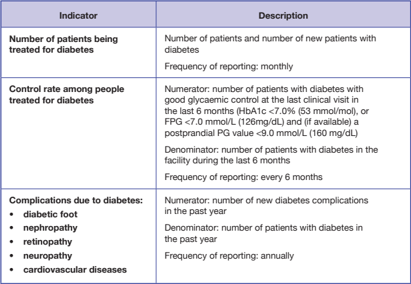 Indicator
Description
Number of patients being
treated for diabetes
Number of patients and number of new patients with
diabetes
Frequency of reporting: monthly
Control rate among people
treated for diabetes
Numerator: number of patients with diabetes with
good glycaemic control at the last clinical visit in
the last 6 months (HbA1c <7.0% (53 mmol/mol), or
FPG <7.0 mmol/L (126mg/dL) and (if available) a
postprandial PG value <9.0 mmol/L (160 mg/dL)
Denominator: number of patients with diabetes in the
facility during the last 6 months
Frequency of reporting: every 6 months
Complications due to diabetes:
• diabetic foot
• nephropathy
• retinopathy
• neuropathy
• cardiovascular diseases
Numerator: number of new diabetes complications
in the past year
Denominator: number of patients with diabetes in
the past year
Frequency of reporting: annually